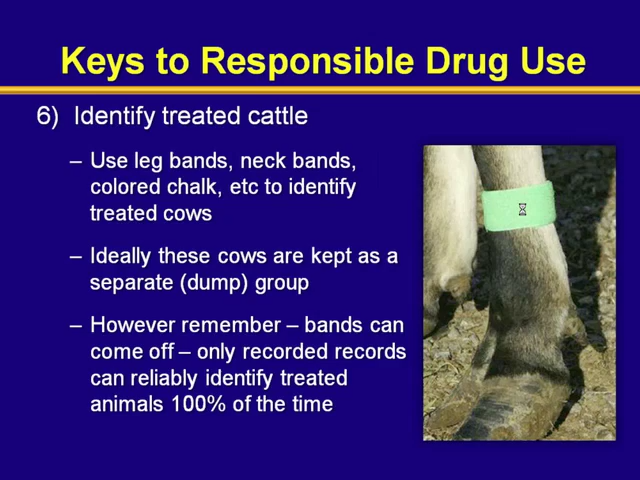 Keys to Responsible Drug Use
6) Identify treated cattle
– Use leg bands, neck bands,
colored chalk, etc to identify
treated cows
– Ideally these cows are kept as a
separate (dump) group
– However remember – bands can
come off – only recorded records
can reliably identify treated
animals 100% of the time